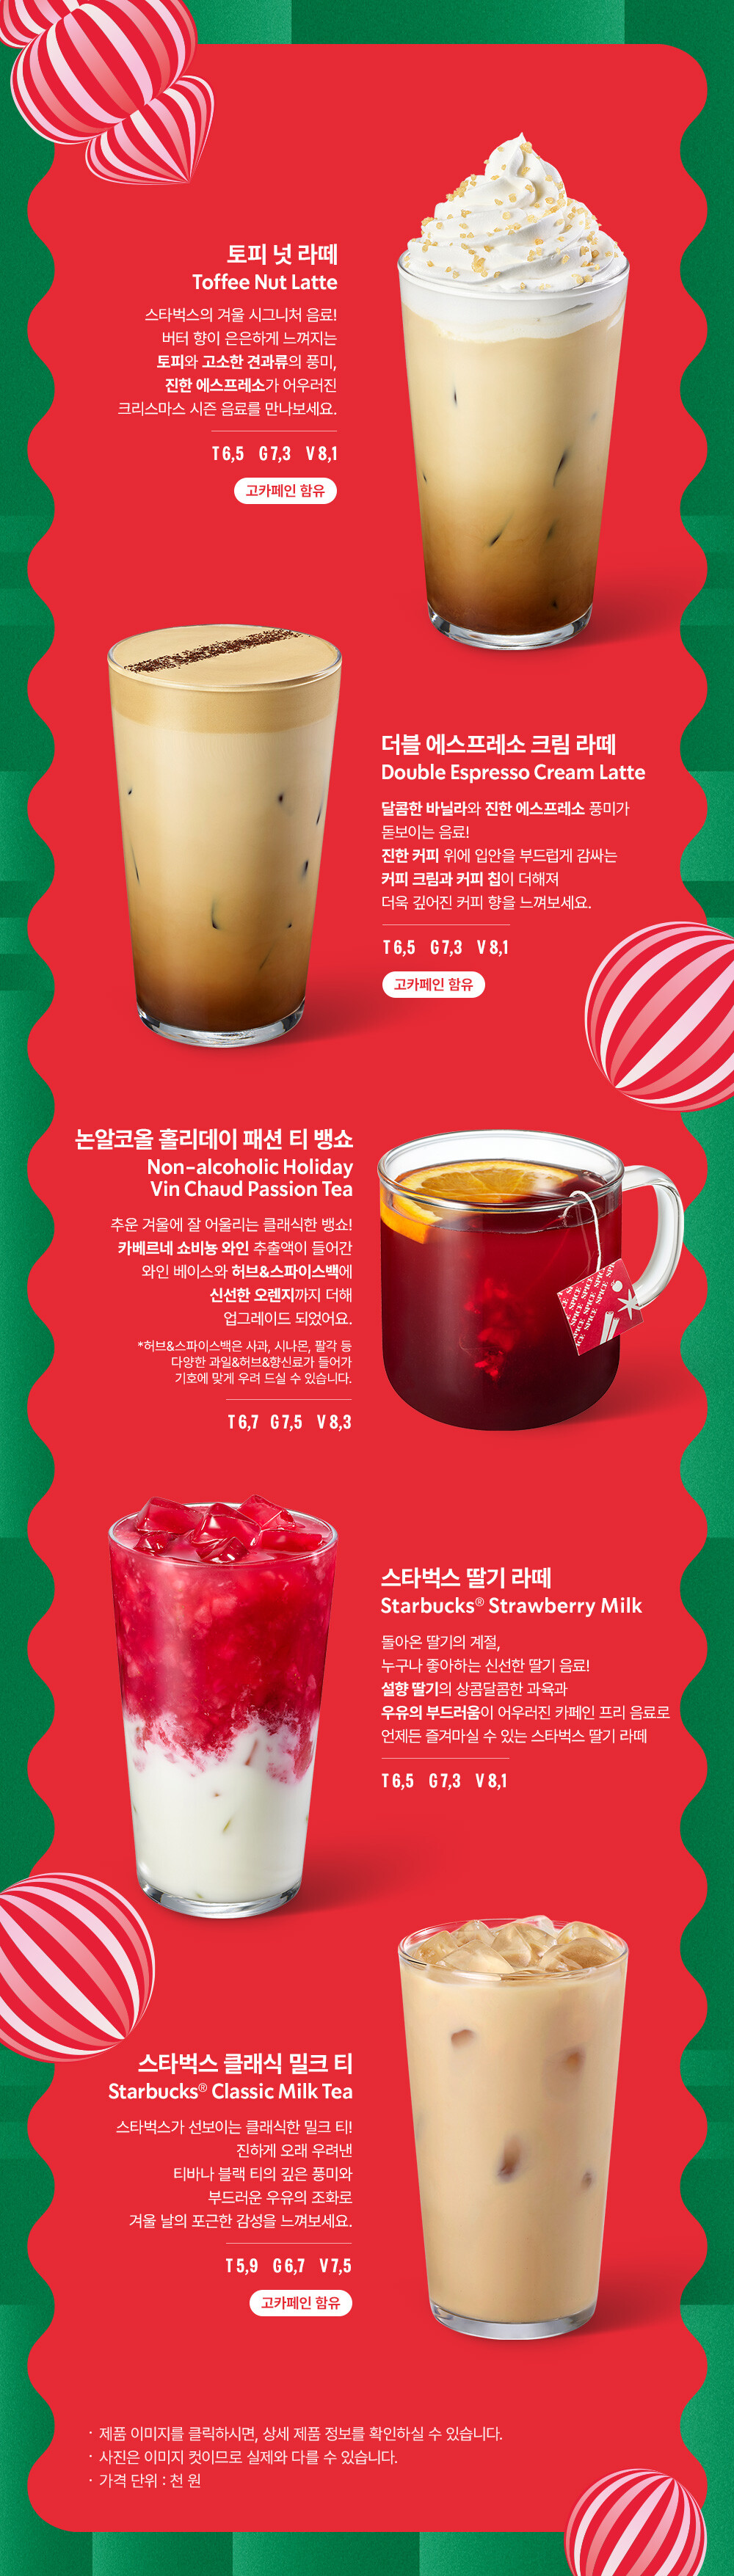 토피 넛 라떼
Toffee Nut Latte
스타벅스의 겨울 시그니처 음료!
버터 향이 은은하게 느껴지는
토피와 고소한 견과류의 풍미,
진한 에스프레소가 어우러진
크리스마스 시즌 음료를 만나보세요.
T 6,5 G 7,3 V 8,1
고카페인 함유
더블 에스프레소 크림 라떼
Double Espresso Cream Latte
달콤한 바닐라와 진한 에스프레소 풍미가
돋보이는 음료!
진한 커피 위에 입안을 부드럽게 감싸는
커피 크림과 커피 칩이 더해져
더욱 깊어진 커피 향을 느껴보세요.
T 6,5 G 7,3 V 8,1
고카페인 함유
논알코올 홀리데이 패션 티 뱅쇼
Non-alcoholic Holiday
Vin Chaud Passion Tea
추운 겨울에 잘 어울리는 클래식한 뱅쇼!
카베르네 쇼비뇽 와인 추출액이 들어간
와인 베이스와 허브&스파이스백에
신선한 오렌지까지 더해
업그레이드 되었어요.
*허브&스파이스백은 사과, 시나몬, 팔각 등
다양한 과일&허브&향신료가 들어가
기호에 맞게 우려 드실 수 있습니다.
T 6,7 G 7,5 V 8,3
SPICE SPICE SPICE SPICE
스타벅스 딸기 라떼
Starbucks® Strawberry Milk
돌아온 딸기의 계절,
누구나 좋아하는 신선한 딸기 음료!
설향 딸기의 상콤달콤한 과육과
우유의 부드러움이 어우러진 카페인 프리 음료로
언제든 즐겨마실 수 있는 스타벅스 딸기 라떼
T 6,5 G 7,3 V 8,1
스타벅스 클래식 밀크 티
Starbucks® Classic Milk Tea
스타벅스가 선보이는 클래식한 밀크 티!
진하게 오래 우려낸
티바나 블랙 티의 깊은 풍미와
부드러운 우유의 조화로
겨울 날의 포근한 감성을 느껴보세요.
T 5,9 G 6,7 V 7,5
고카페인 함유
· 제품 이미지를 클릭하시면, 상세 제품 정보를 확인하실 수 있습니다.
· 사진은 이미지 컷이므로 실제와 다를 수 있습니다.
· 가격 단위 : 천 원